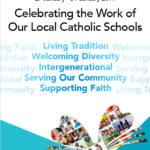 Celebrating the Work of
Our Local Catholic Schools
Living Tradition
Welcoming Diversity
Intergenerational
Serving Our Community
Supporting Faith